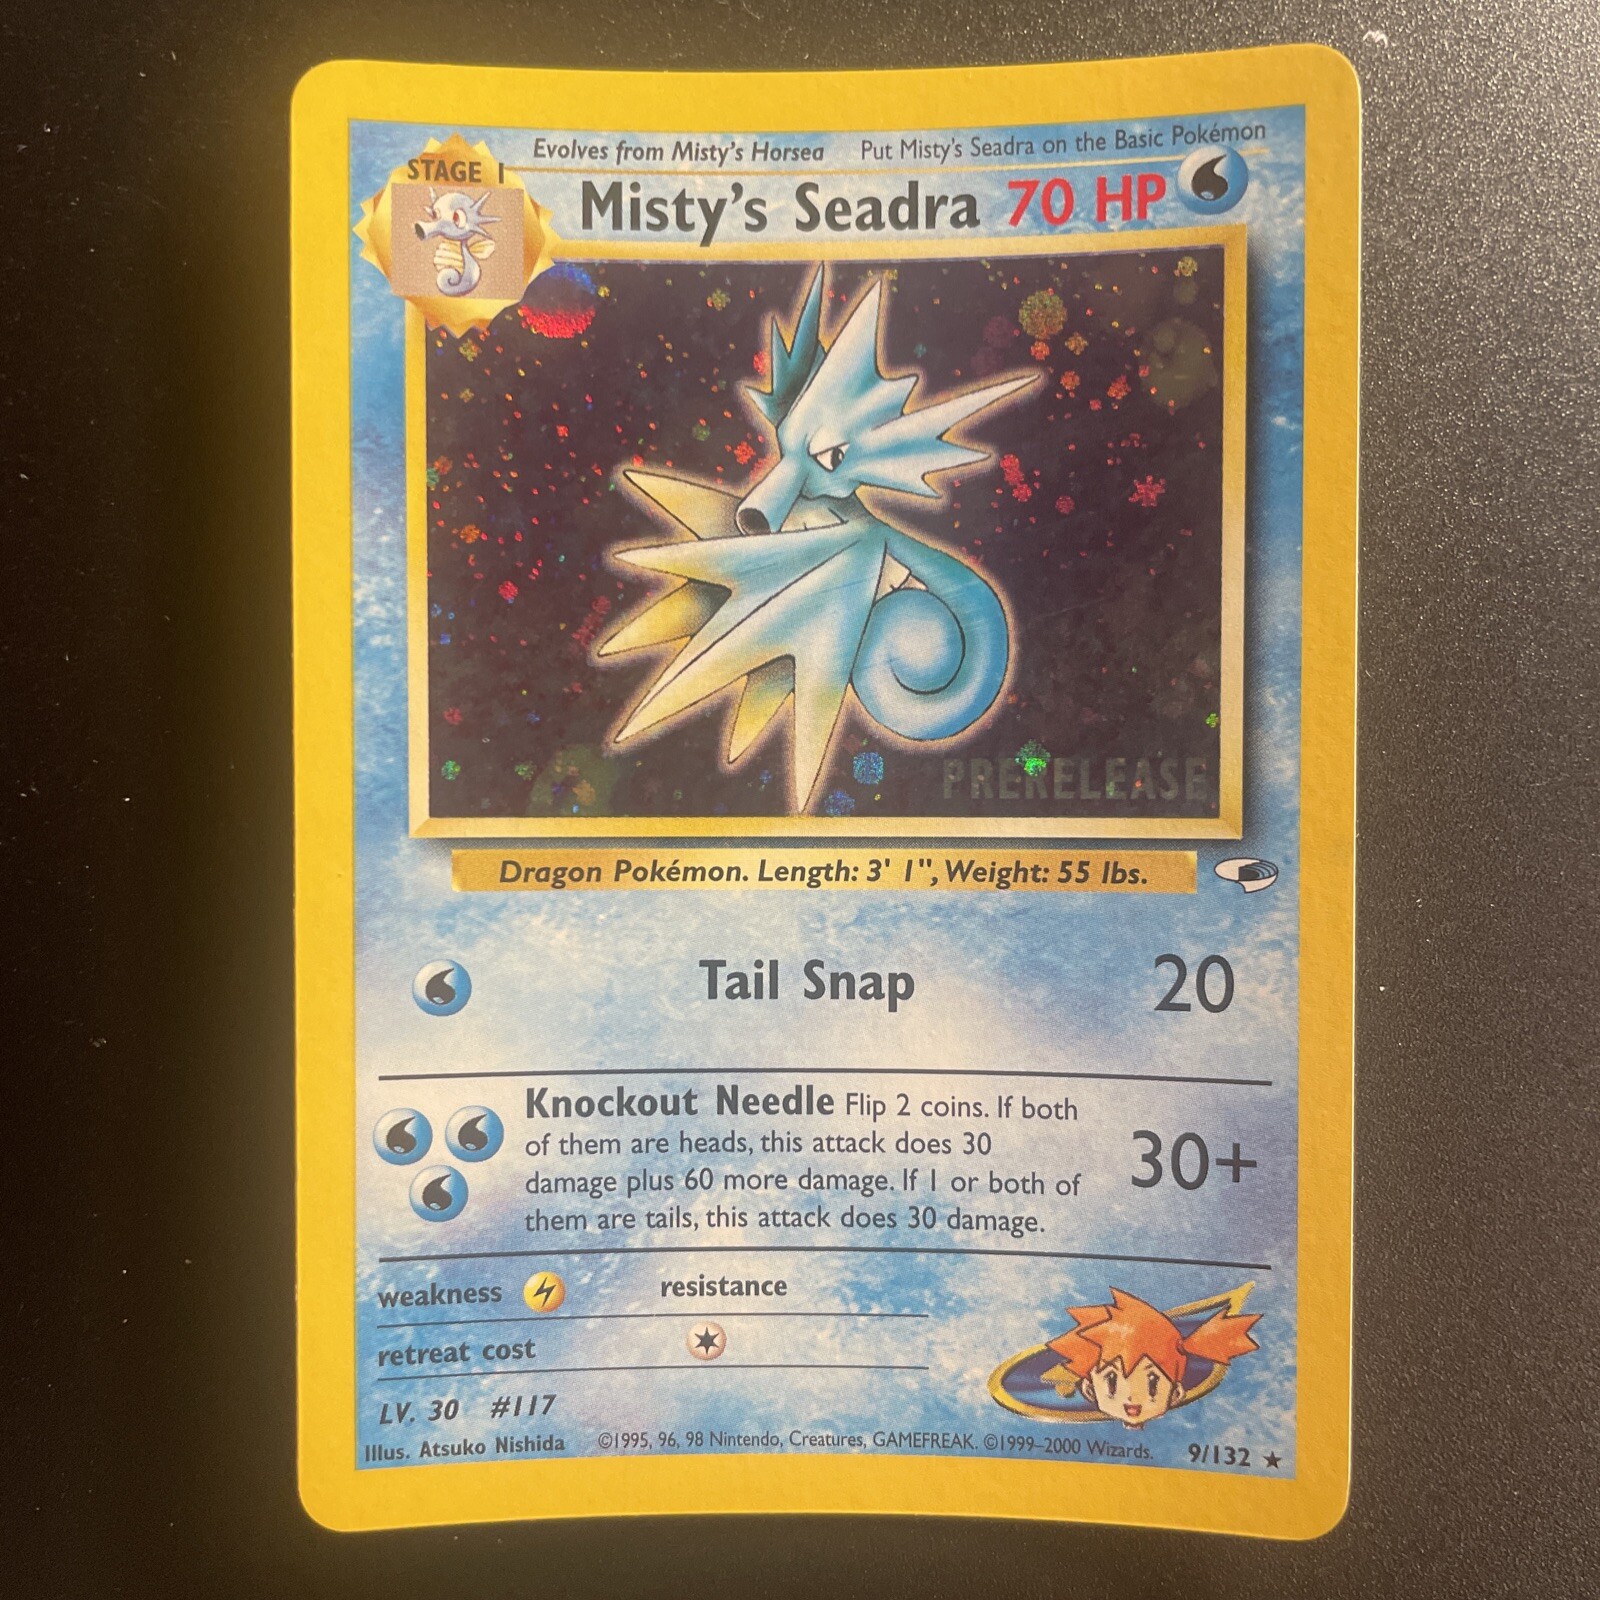 Evolves from Misty's Horsea Put Misty's Seadra on the Basic Pokémon
STAGE 1
Misty's Seadra 70 HP
PRERELEASE
Dragon Pokémon. Length: 3' 1", Weight: 55 lbs.
Tail Snap 20
Knockout Needle Flip 2 coins. If both
of them are heads, this attack does 30
damage plus 60 more damage. If 1 or both of
them are tails, this attack does 30 damage.
30+
weakness resistance
retreat cost
LV. 30 #117
Illus. Atsuko Nishida ©1995, 96, 98 Nintendo, Creatures, GAMEFREAK. ©1999–2000 Wizards. 9/132 ★